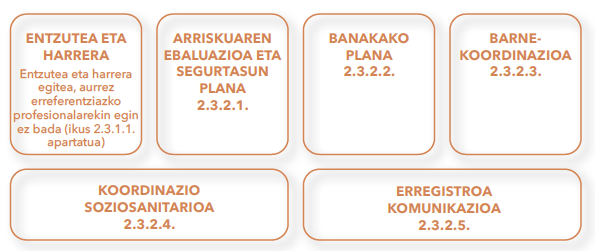 ENTZUTEA ETA
HARRERA
Entzutea eta harrera
egitea, aurrez
erreferentziazko
profesionalarekin egin
ez bada (ikus 2.3.1.1.
apartatua)
ARRISKUAREN
EBALUAZIOA ETA
SEGURTASUN
PLANA
2.3.2.1.
BANAKAKO
PLANA
2.3.2.2.
BARNE-
KOORDINAZIOA
2.3.2.3.
KOORDINAZIO
SOZIOSANITARIOA
2.3.2.4.
ERREGISTROA
KOMUNIKAZIOA
2.3.2.5.